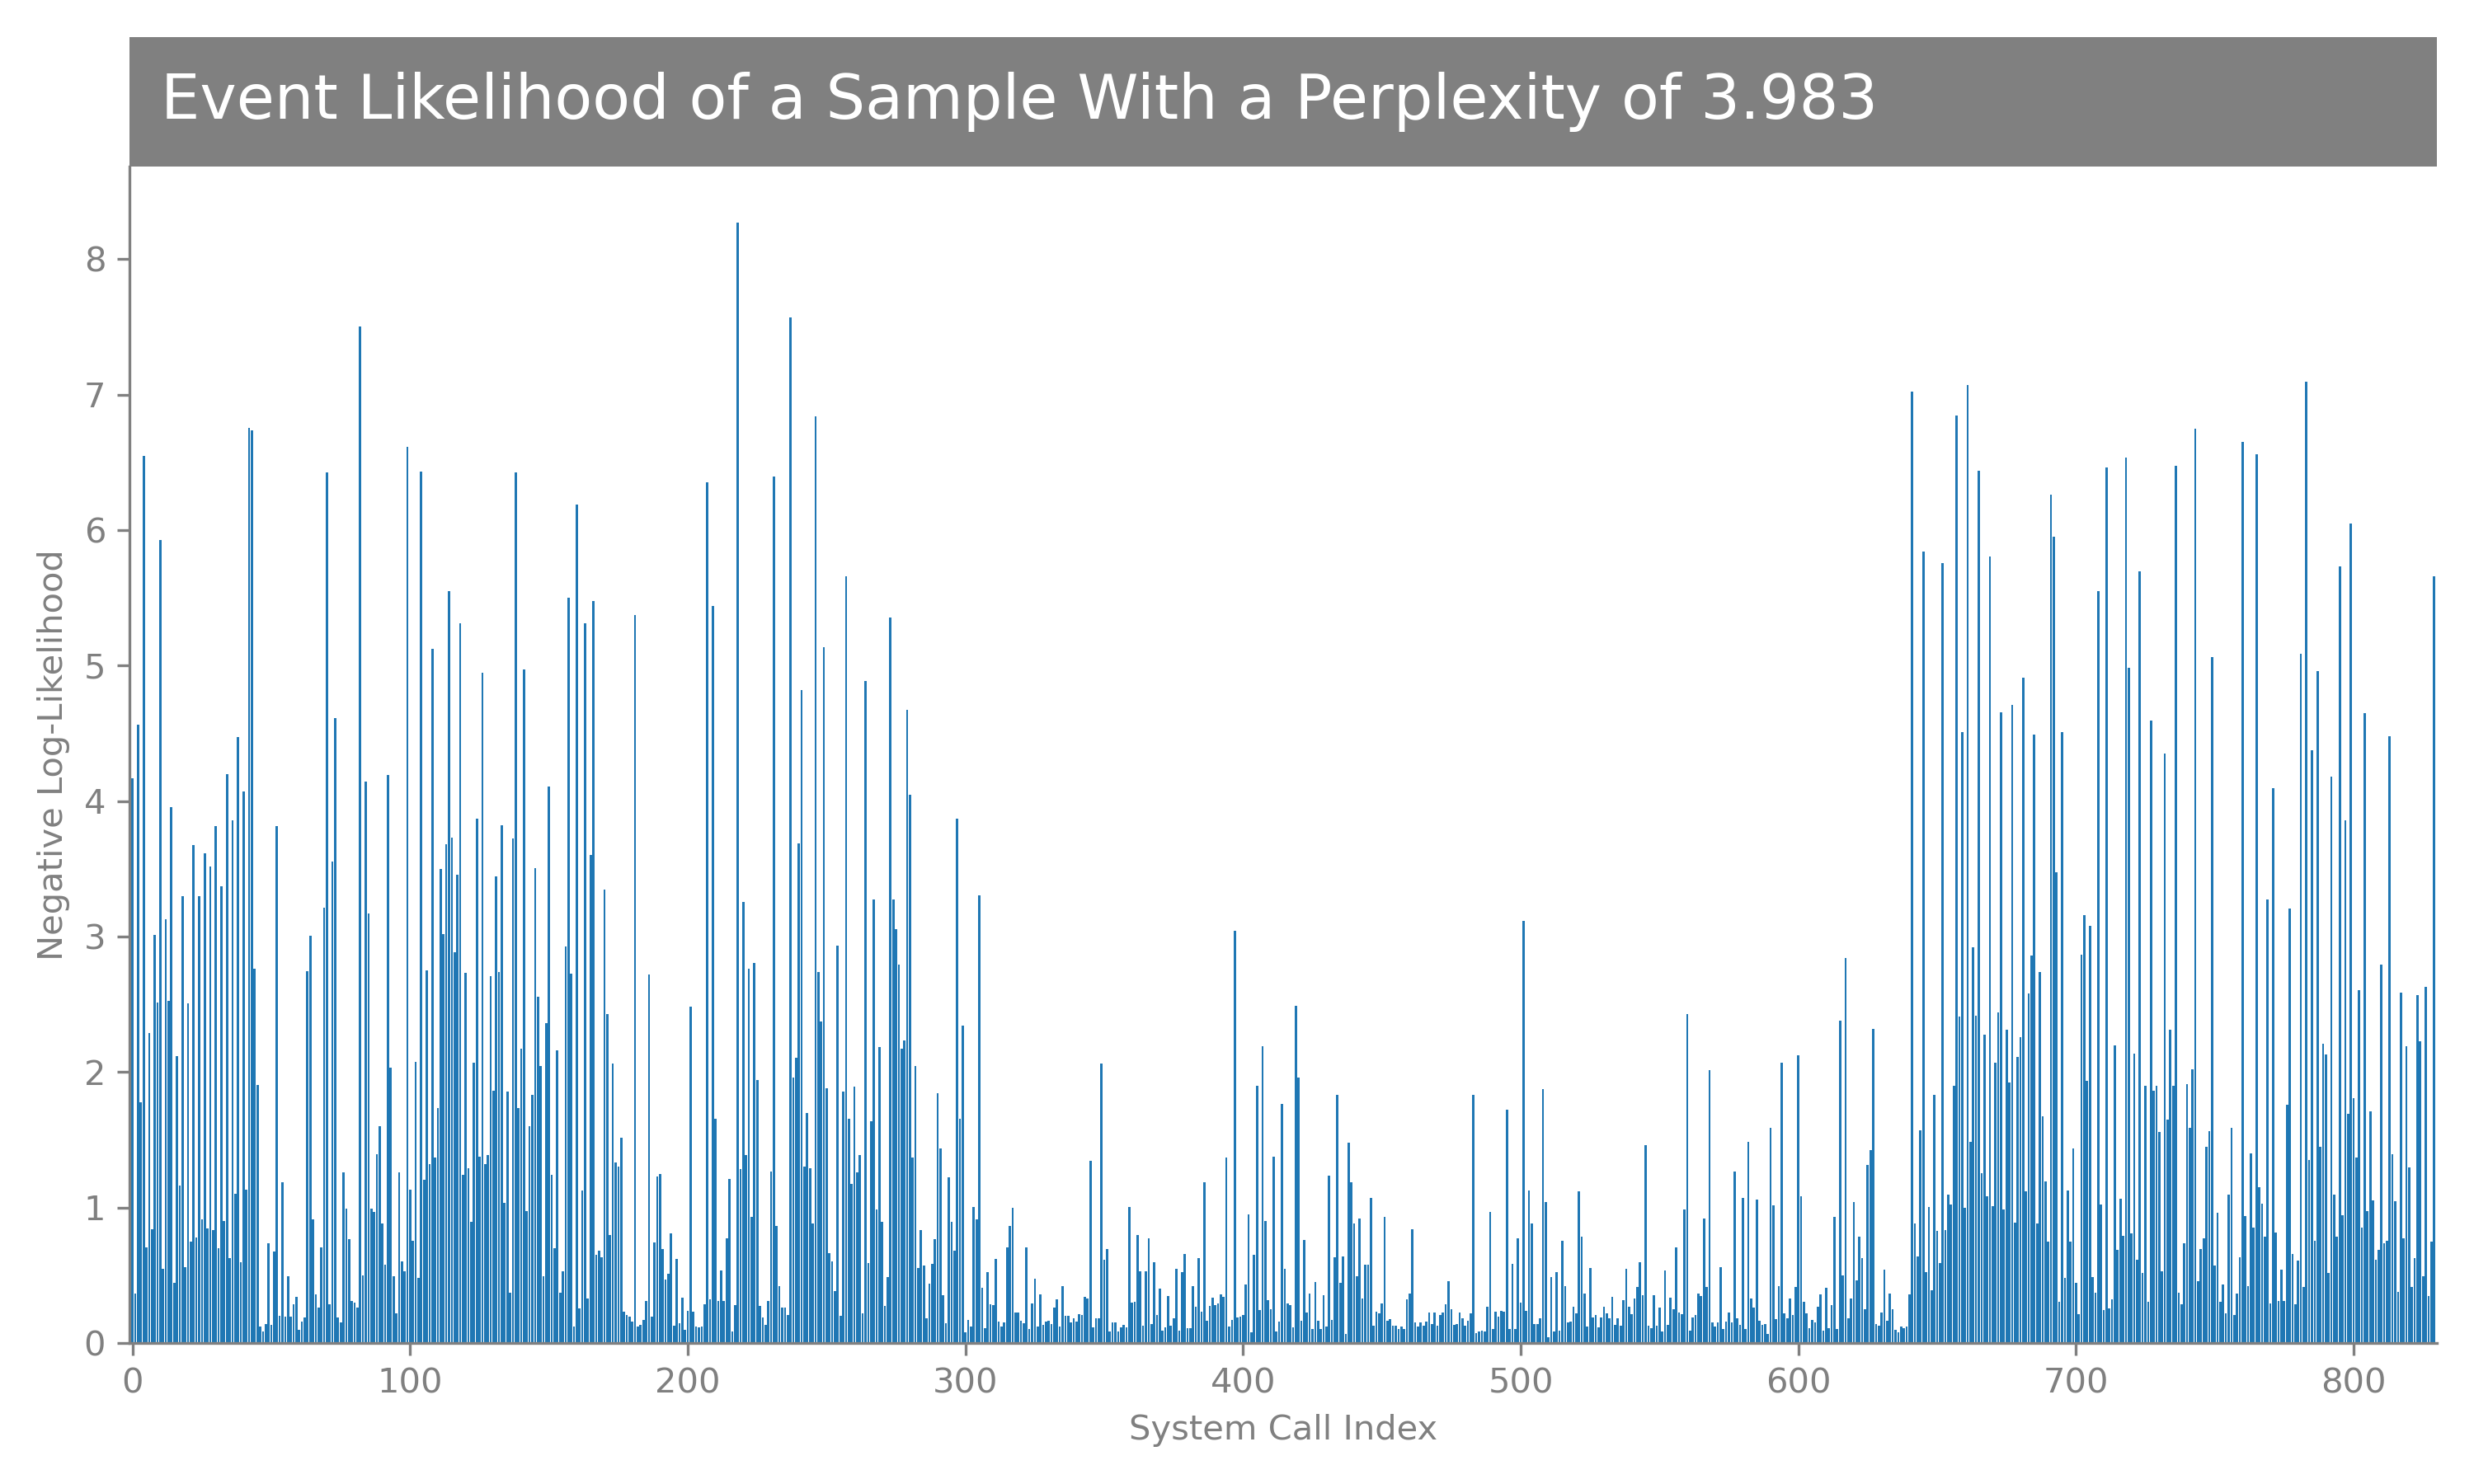 Event Likelihood of a Sample With a Perplexity of 3.983
8
7
6
5
4
3
2
1
0
Negative Log-Likelihood
0 100 200 300 400 500 600 700 800
System Call Index